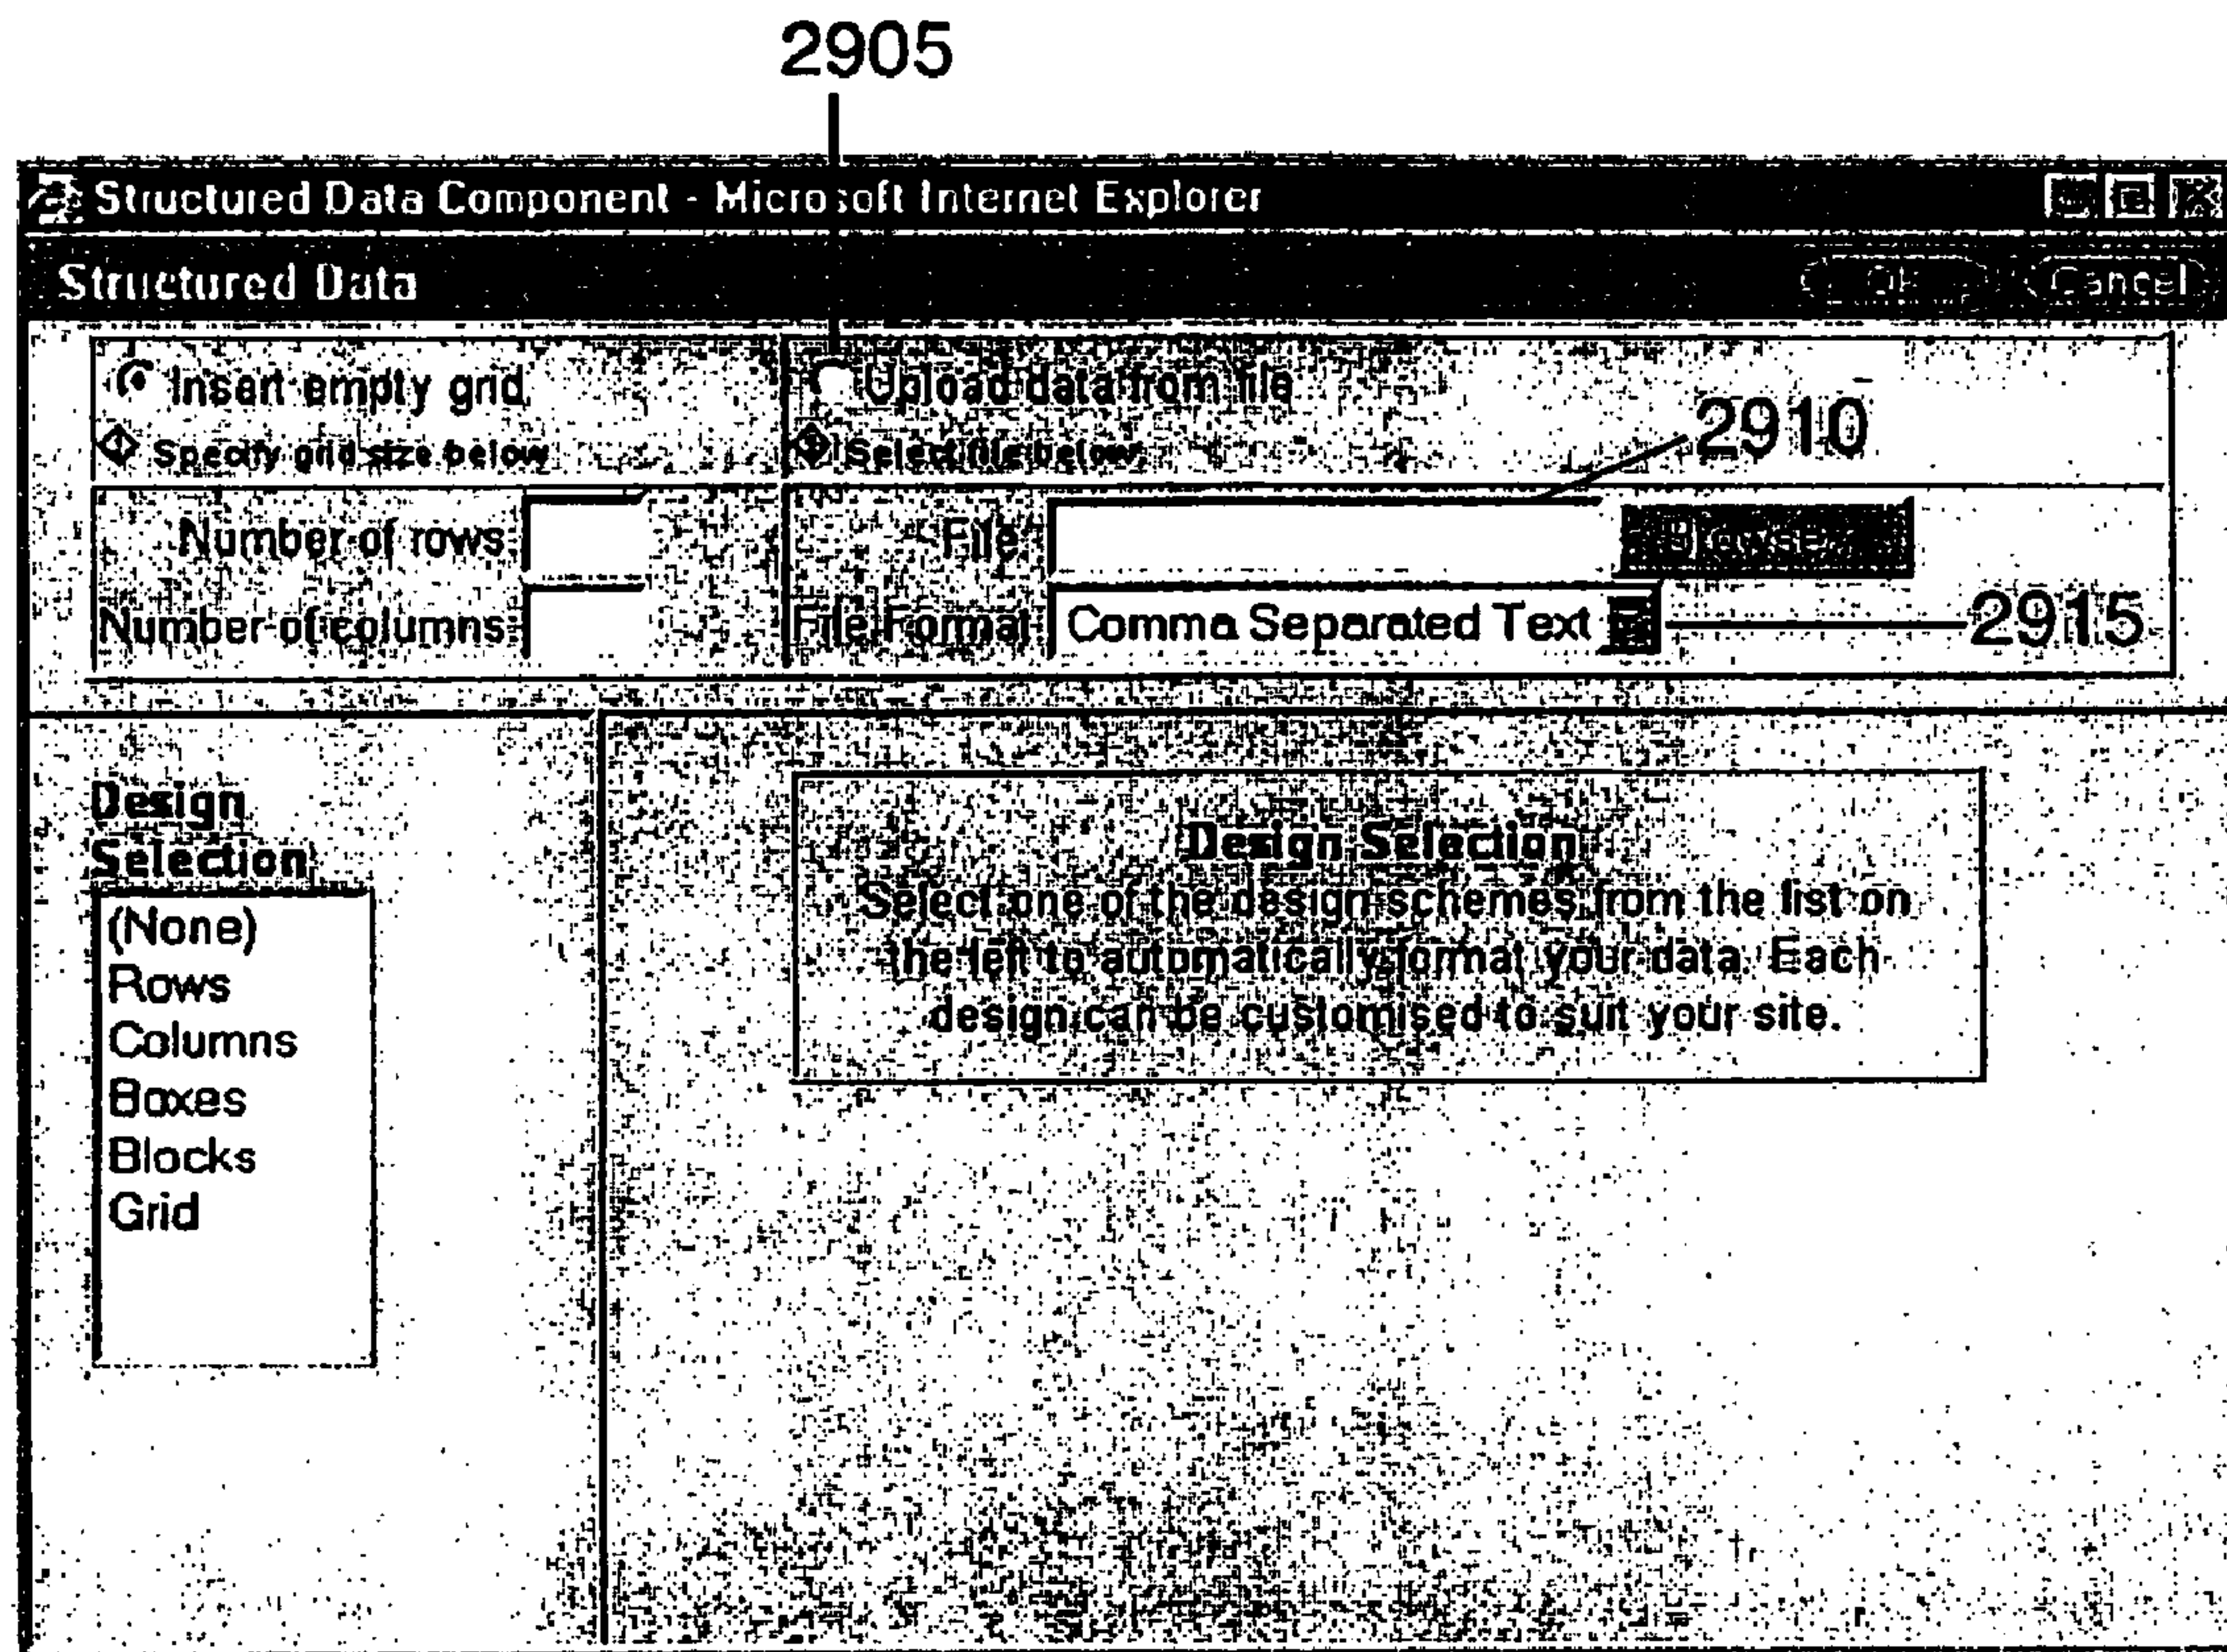 2905
Structured Data Component - Microsoft Internet Explorer
Structured Data
Ok Cancel
Insert empty grid
Specify grid size below
Upload data from file
Select file below
2910
Number of rows
Number of columns
File
Browse...
File Format
Comma Separated Text
2915
Design
Selection
(None)
Rows
Columns
Boxes
Blocks
Grid
Design Selection
Select one of the design schemes from the list on
the left to automatically format your data. Each
design can be customised to suit your site.